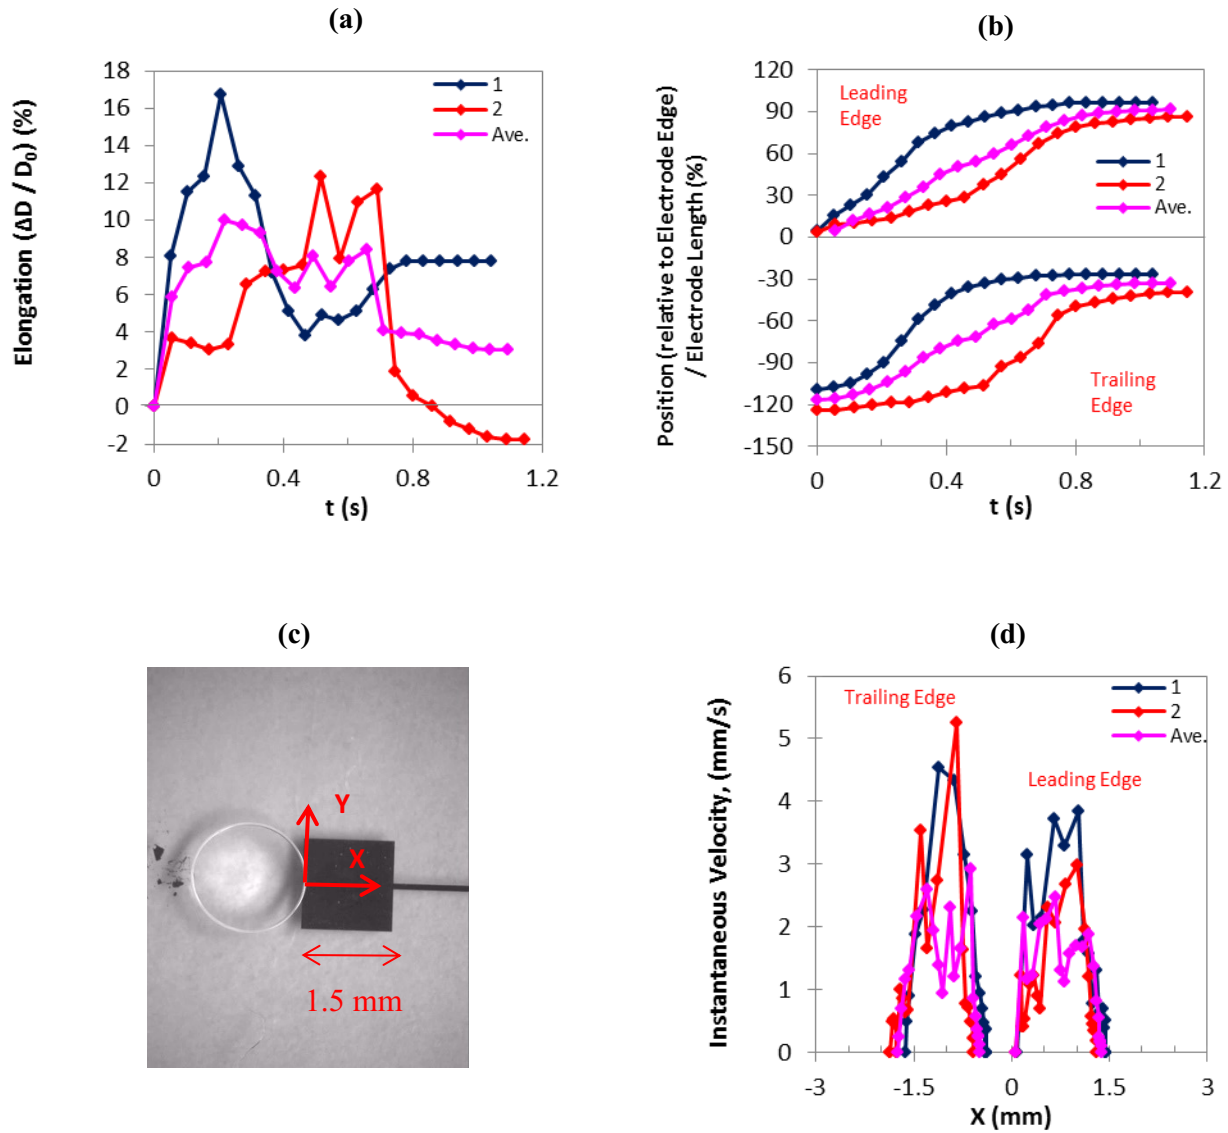 (a)
Elongation (ΔD / D₀) (%)
18
16
14
12
10
8
6
4
2
0
-2
0
0.4
0.8
1.2
t (s)
1
2
Ave.
(b)
Position (relative to Electrode Edge)
/ Electrode Length (%)
120
90
60
30
0
-30
-60
-90
-120
-150
0
0.4
0.8
1.2
t (s)
Leading
Edge
1
2
Ave.
Trailing
Edge
(c)
Y
X
1.5 mm
(d)
Instantaneous Velocity, (mm/s)
6
5
4
3
2
1
0
-3
-1.5
0
1.5
3
X (mm)
Trailing Edge
1
2
Ave.
Leading Edge